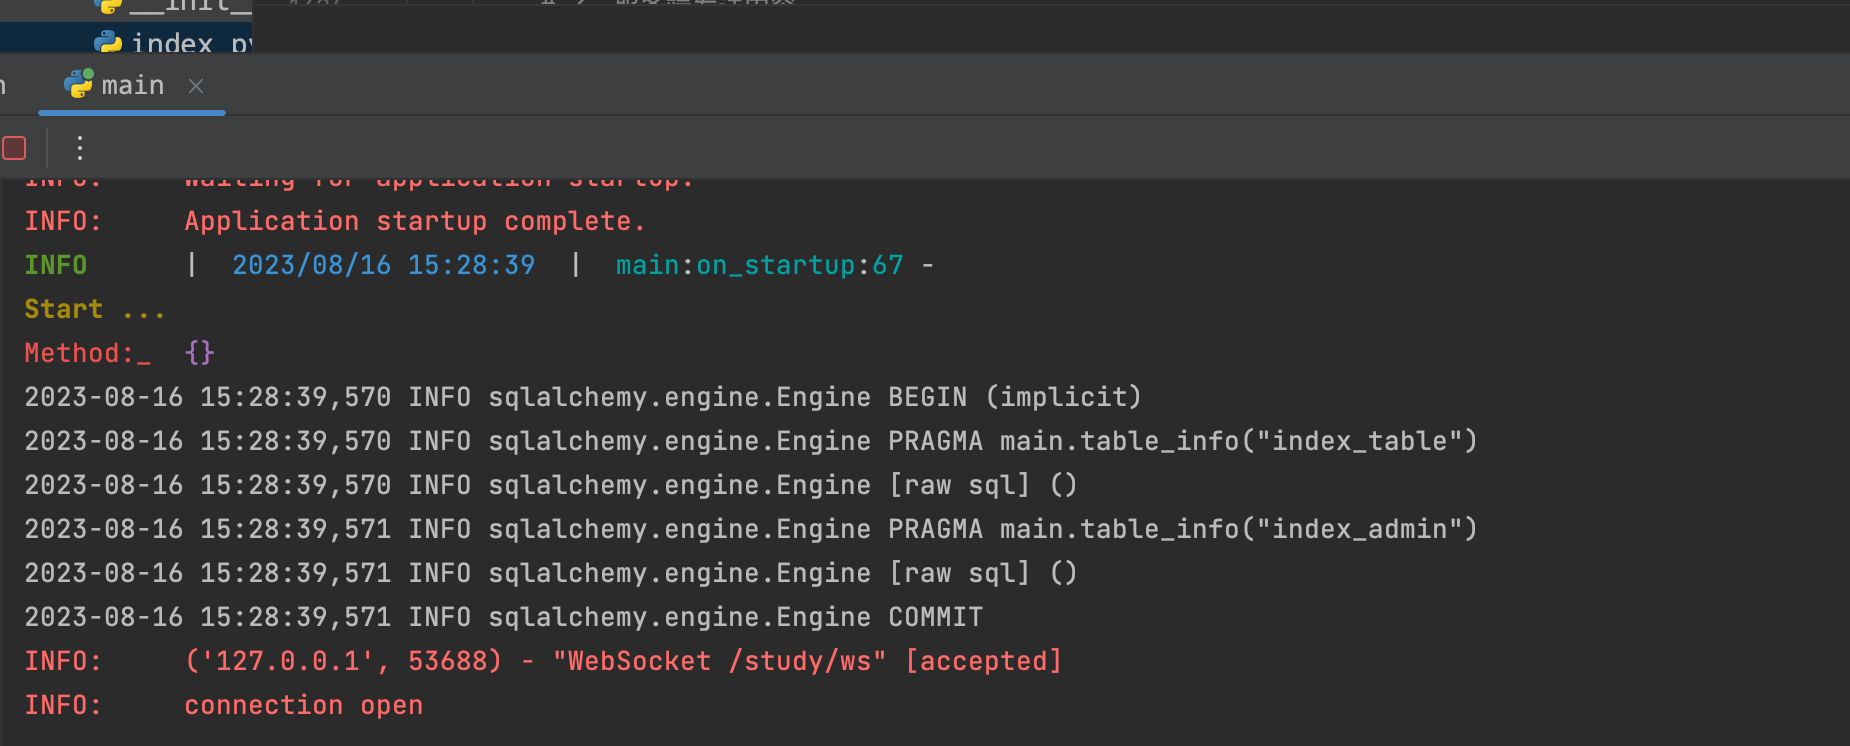 __init__
index.py
main
INFO:     Waiting for application startup.
INFO:     Application startup complete.
INFO      |  2023/08/16 15:28:39  |  main:on_startup:67 -
Start ...
Method:_  {}
2023-08-16 15:28:39,570 INFO sqlalchemy.engine.Engine BEGIN (implicit)
2023-08-16 15:28:39,570 INFO sqlalchemy.engine.Engine PRAGMA main.table_info("index_table")
2023-08-16 15:28:39,570 INFO sqlalchemy.engine.Engine [raw sql] ()
2023-08-16 15:28:39,571 INFO sqlalchemy.engine.Engine PRAGMA main.table_info("index_admin")
2023-08-16 15:28:39,571 INFO sqlalchemy.engine.Engine [raw sql] ()
2023-08-16 15:28:39,571 INFO sqlalchemy.engine.Engine COMMIT
INFO:     ('127.0.0.1', 53688) - "WebSocket /study/ws" [accepted]
INFO:     connection open